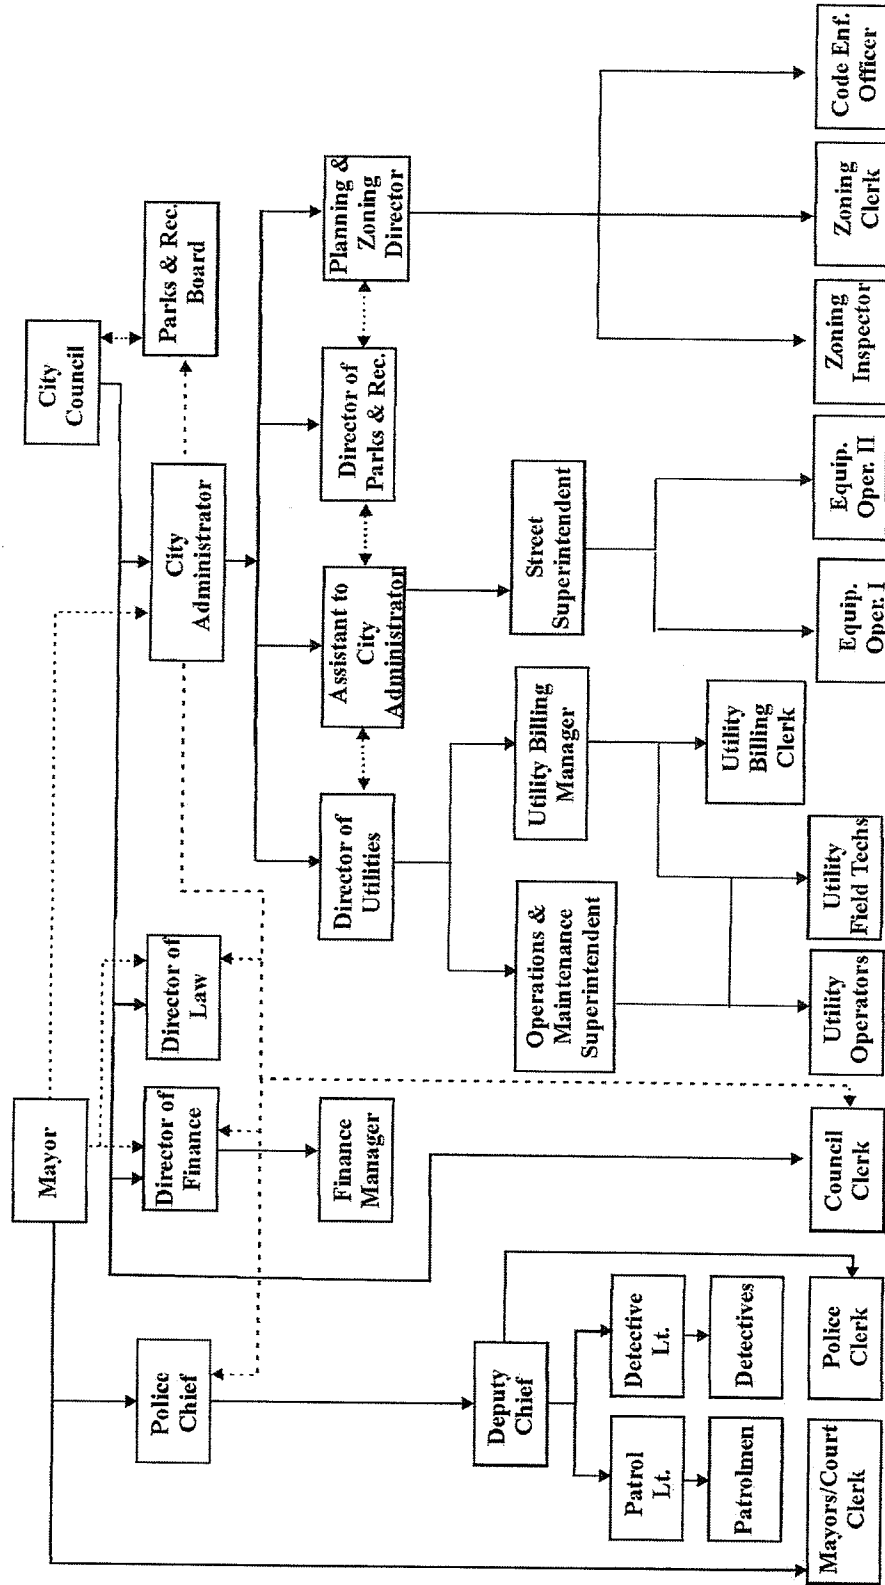 Mayor
City
Council
Police
Chief
Director of
Finance
Director of
Law
City
Administrator
Parks & Rec.
Board
Finance
Manager
Director of
Utilities
Assistant to
City
Administrator
Director of
Parks & Rec.
Planning &
Zoning
Director
Deputy
Chief
Operations &
Maintenance
Superintendent
Utility Billing
Manager
Street
Superintendent
Patrol
Lt.
Detective
Lt.
Patrolmen
Detectives
Utility
Billing
Clerk
Mayors/Court
Clerk
Police
Clerk
Council
Clerk
Utility
Operators
Utility
Field Techs
Equip.
Oper. I
Equip.
Oper. II
Zoning
Inspector
Zoning
Clerk
Code Enf.
Officer